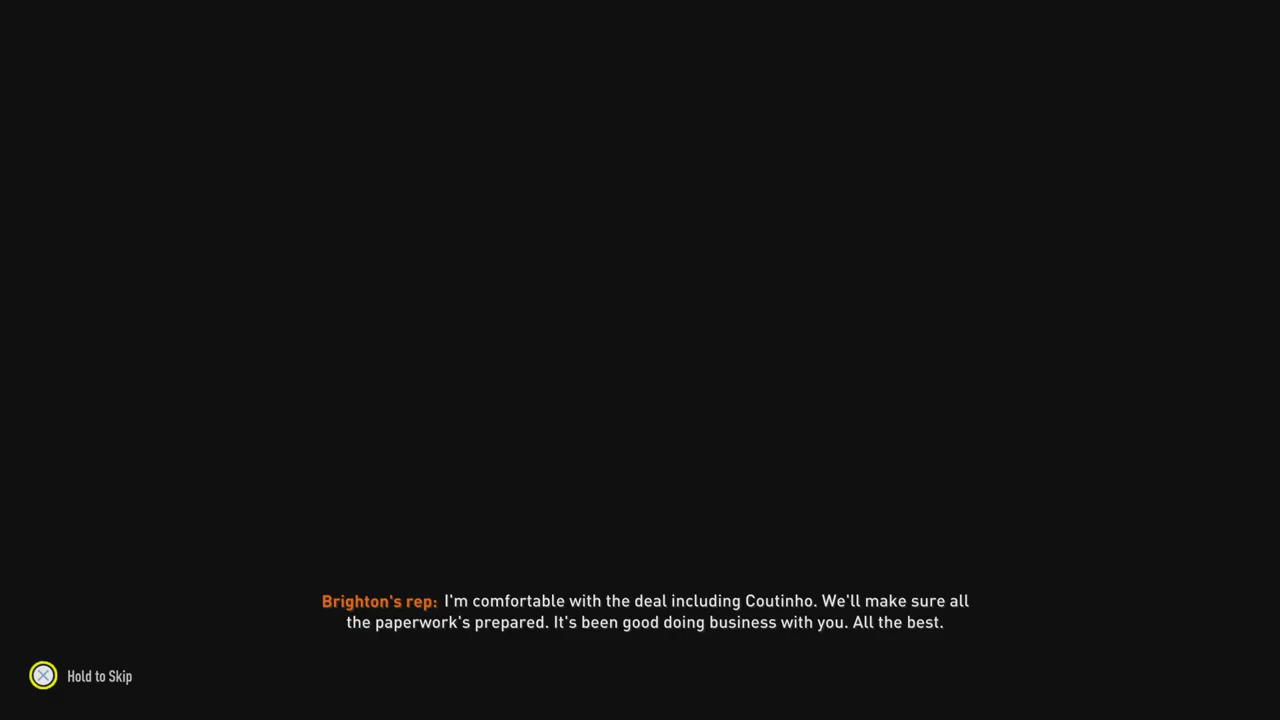 Brighton's rep: I'm comfortable with the deal including Coutinho. We'll make sure all
the paperwork's prepared. It's been good doing business with you. All the best.
Hold to Skip